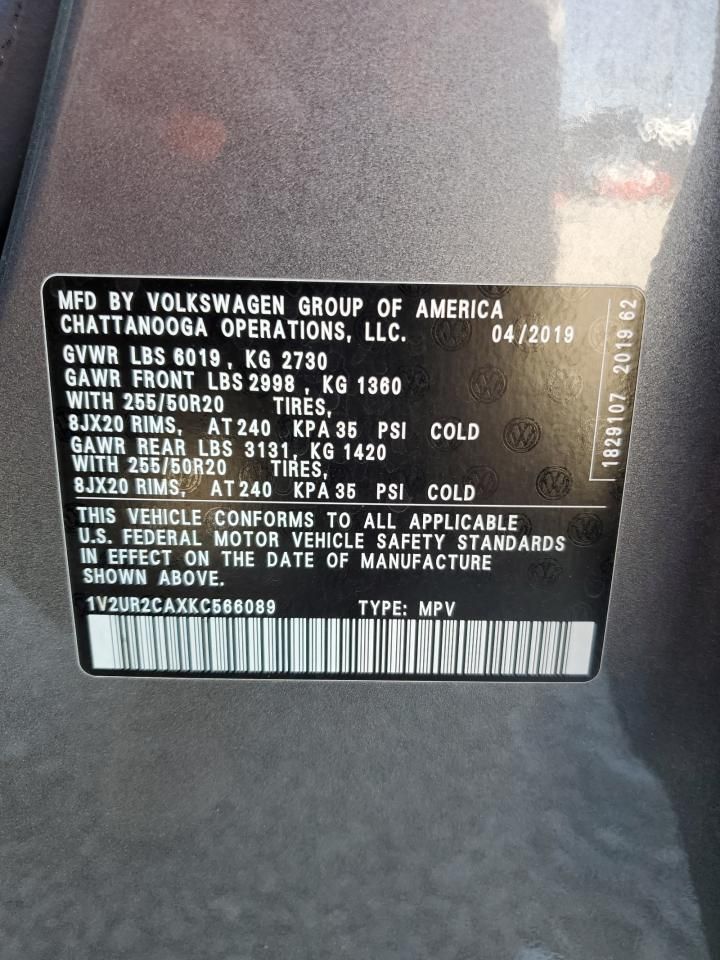 MFD BY VOLKSWAGEN GROUP OF AMERICA
CHATTANOOGA OPERATIONS, LLC. 04/2019
GVWR LBS 6019, KG 2730
GAWR FRONT LBS 2998, KG 1360
WITH 255/50R20 TIRES,
8JX20 RIMS, AT 240 KPA 35 PSI COLD
GAWR REAR LBS 3131, KG 1420
WITH 255/50R20 TIRES,
8JX20 RIMS, AT 240 KPA 35 PSI COLD
THIS VEHICLE CONFORMS TO ALL APPLICABLE
U.S. FEDERAL MOTOR VEHICLE SAFETY STANDARDS
IN EFFECT ON THE DATE OF MANUFACTURE
SHOWN ABOVE.
1V2UR2CAXKC566089 TYPE: MPV
1829107 2019 62